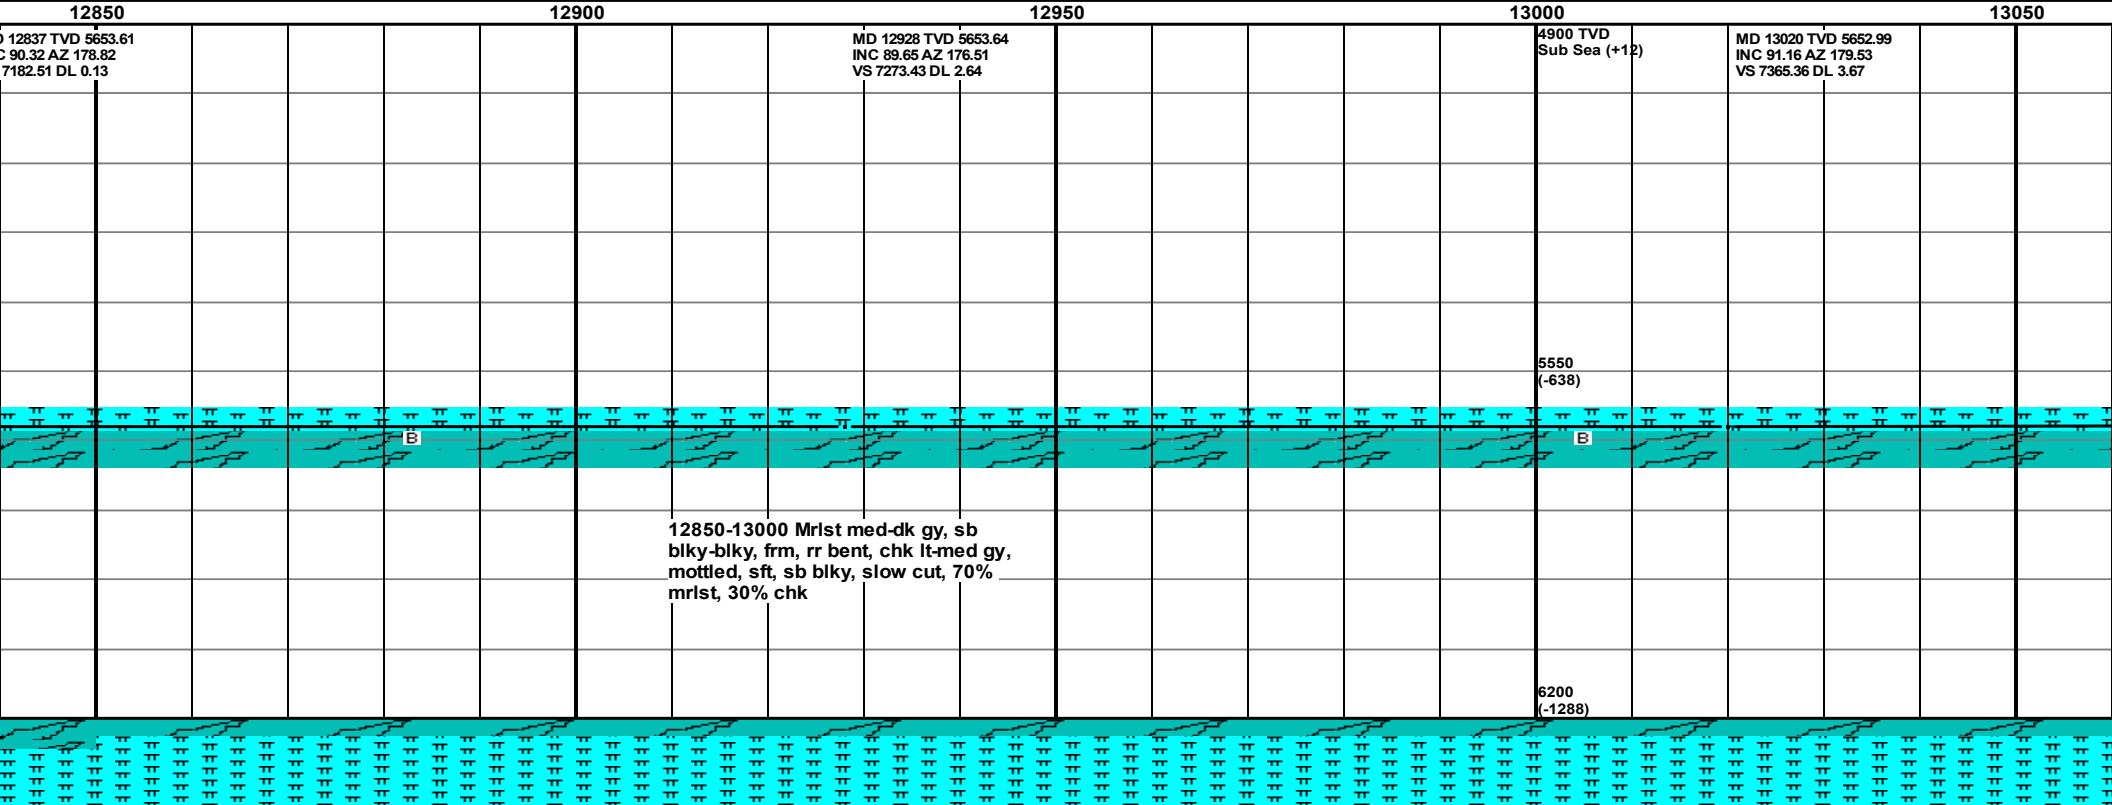 12850 12900 12950 13000 13050
12837 TVD 5653.61
90.32 AZ 178.82
7182.51 DL 0.13
MD 12928 TVD 5653.64
INC 89.65 AZ 176.51
VS 7273.43 DL 2.64
4900 TVD
Sub Sea (+12)
MD 13020 TVD 5652.99
INC 91.16 AZ 179.53
VS 7365.36 DL 3.67
5550
(-638)
B B
12850-13000 Mrlst med-dk gy, sb
blky-blky, frm, rr bent, chk lt-med gy,
mottled, sft, sb blky, slow cut, 70%
mrlst, 30% chk
6200
(-1288)